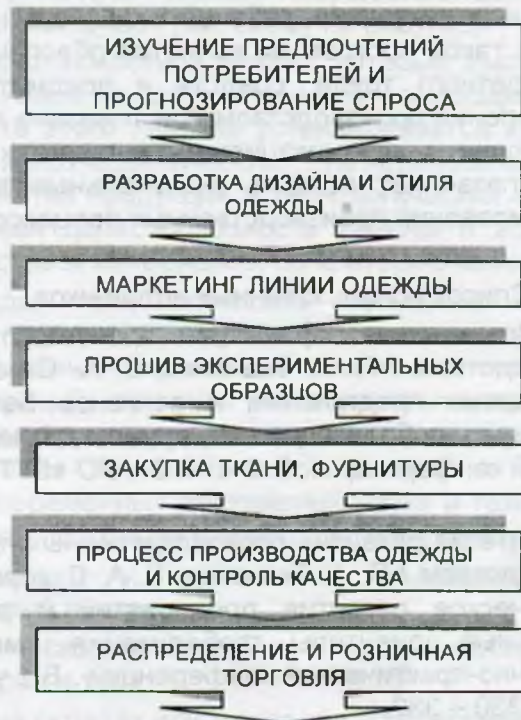 ИЗУЧЕНИЕ ПРЕДПОЧТЕНИЙ
ПОТРЕБИТЕЛЕЙ И
ПРОГНОЗИРОВАНИЕ СПРОСА
РАЗРАБОТКА ДИЗАЙНА И СТИЛЯ
ОДЕЖДЫ
МАРКЕТИНГ ЛИНИИ ОДЕЖДЫ
ПРОШИВ ЭКСПЕРИМЕНТАЛЬНЫХ
ОБРАЗЦОВ
ЗАКУПКА ТКАНИ, ФУРНИТУРЫ
ПРОЦЕСС ПРОИЗВОДСТВА ОДЕЖДЫ
И КОНТРОЛЬ КАЧЕСТВА
РАСПРЕДЕЛЕНИЕ И РОЗНИЧНАЯ
ТОРГОВЛЯ